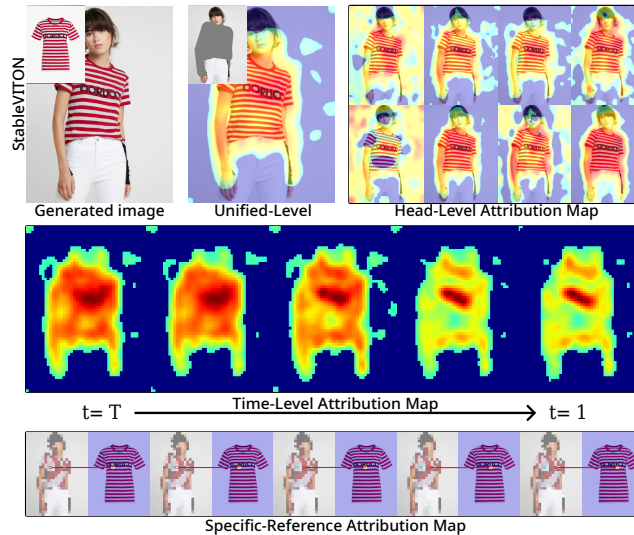 StableVITON
Generated image
Unified-Level
Head-Level Attribution Map
t= T
Time-Level Attribution Map
t= 1
Specific-Reference Attribution Map